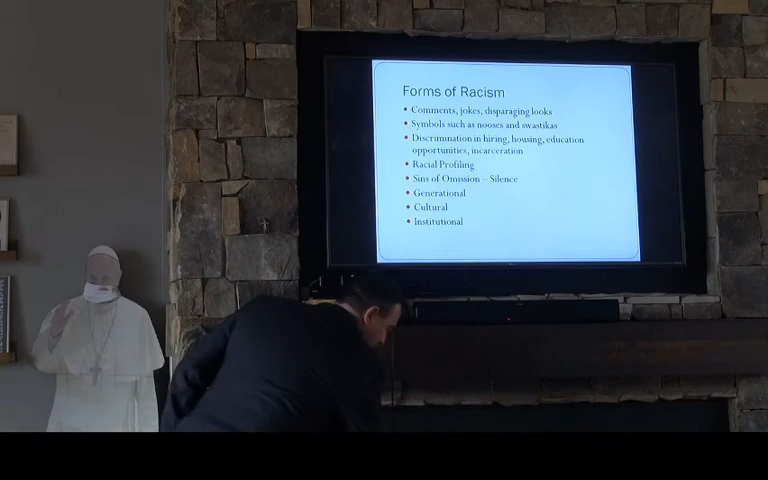 Forms of Racism
• Comments, jokes, disparaging looks
• Symbols such as nooses and swastikas
• Discrimination in hiring, housing, education
opportunities, incarceration
• Racial Profiling
• Sins of Omission – Silence
• Generational
• Cultural
• Institutional